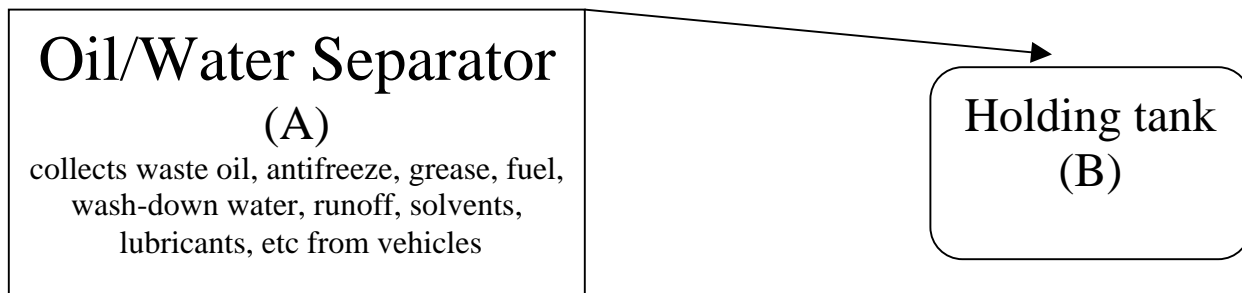 Oil/Water Separator
(A)
collects waste oil, antifreeze, grease, fuel,
wash-down water, runoff, solvents,
lubricants, etc from vehicles
Holding tank
(B)